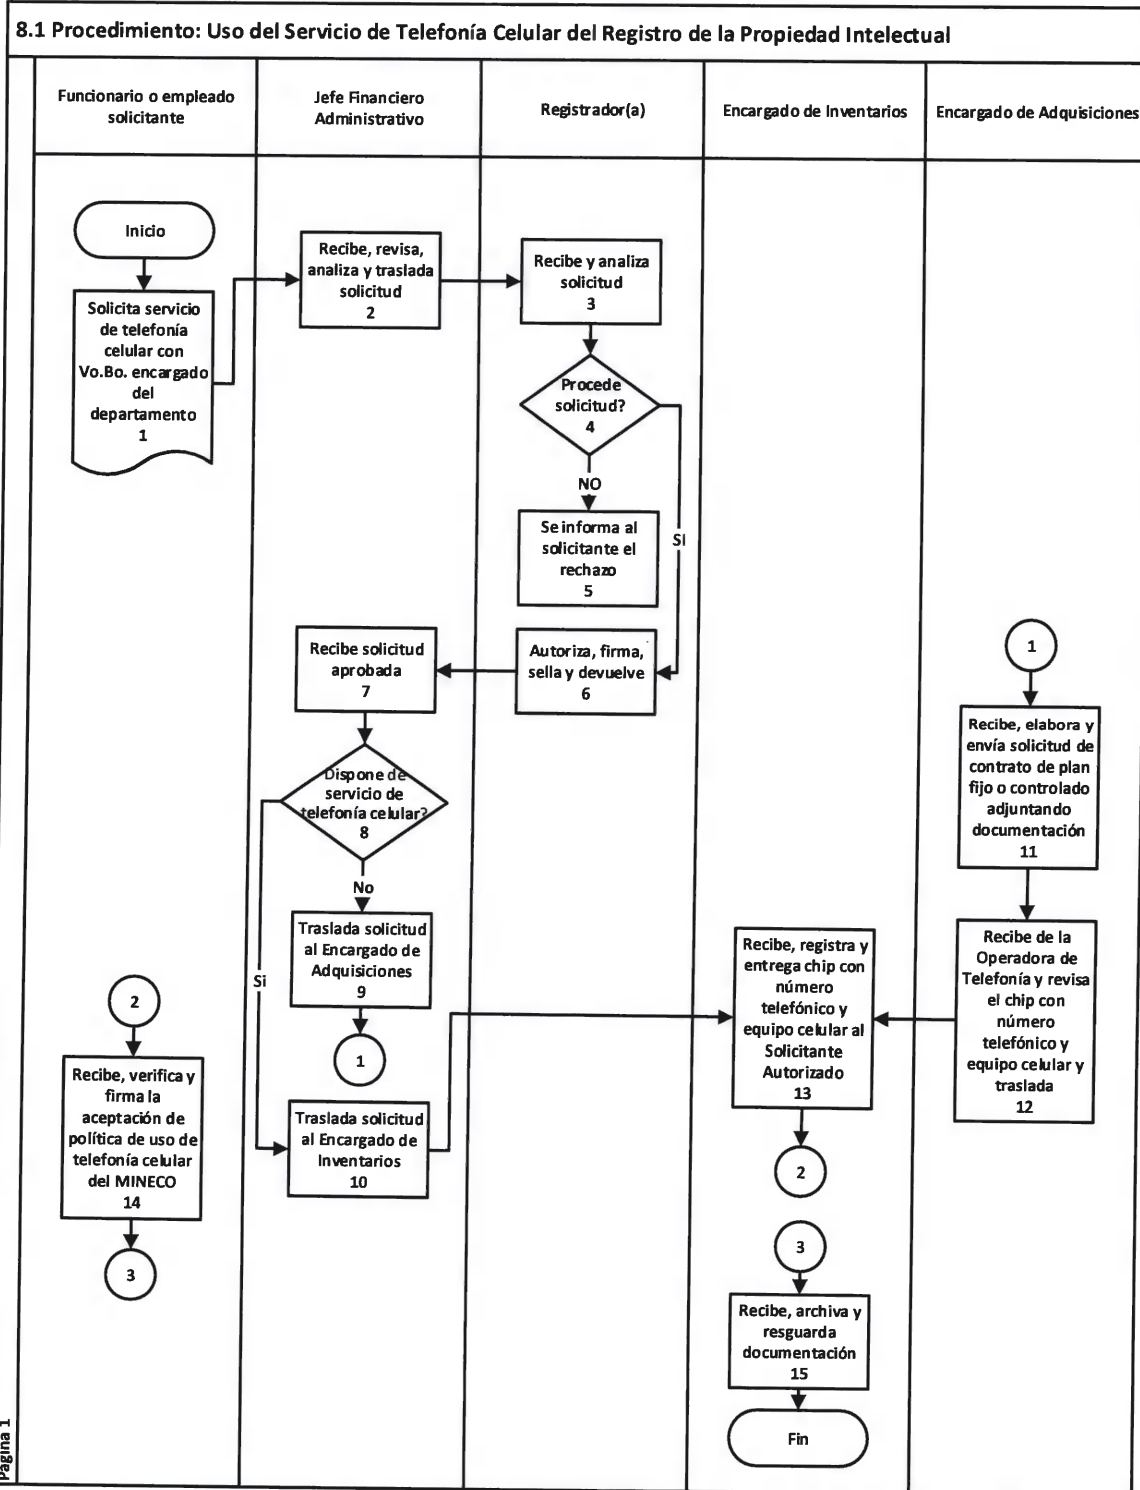 8.1 Procedimiento: Uso del Servicio de Telefonía Celular del Registro de la Propiedad Intelectual
Funcionario o empleado
solicitante
Jefe Financiero
Administrativo
Registrador(a)
Encargado de Inventarios
Encargado de Adquisiciones
Inicio
Solicita servicio
de telefonía
celular con
Vo.Bo. encargado
del
departamento
1
Recibe, revisa,
analiza y traslada
solicitud
2
Recibe y analiza
solicitud
3
Procede
solicitud?
4
NO
SI
Se informa al
solicitante el
rechazo
5
Autoriza, firma,
sella y devuelve
6
Recibe solicitud
aprobada
7
Dispone de
servicio de
telefonía celular?
8
No
Si
Traslada solicitud
al Encargado de
Adquisiciones
9
1
Traslada solicitud
al Encargado de
Inventarios
10
1
Recibe, elabora y
envía solicitud de
contrato de plan
fijo o controlado
adjuntando
documentación
11
Recibe de la
Operadora de
Telefonía y revisa
el chip con
número
telefónico y
equipo celular y
traslada
12
Recibe, registra y
entrega chip con
número
telefónico y
equipo celular al
Solicitante
Autorizado
13
2
2
Recibe, verifica y
firma la
aceptación de
política de uso de
telefonía celular
del MINECO
14
3
3
Recibe, archiva y
resguarda
documentación
15
Fin
Página 1